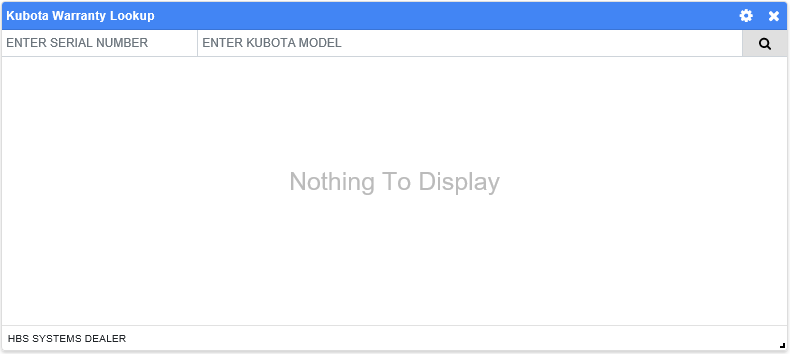 Kubota Warranty Lookup
ENTER SERIAL NUMBER ENTER KUBOTA MODEL
Nothing To Display
HBS SYSTEMS DEALER